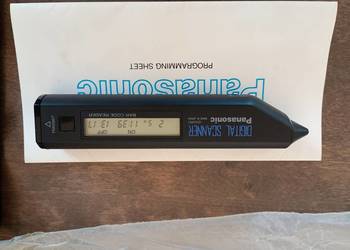 Panasonic
PROGRAMMING SHEET
Panasonic
DIGITAL SCANNER
BAR CODE READER
ON OFF